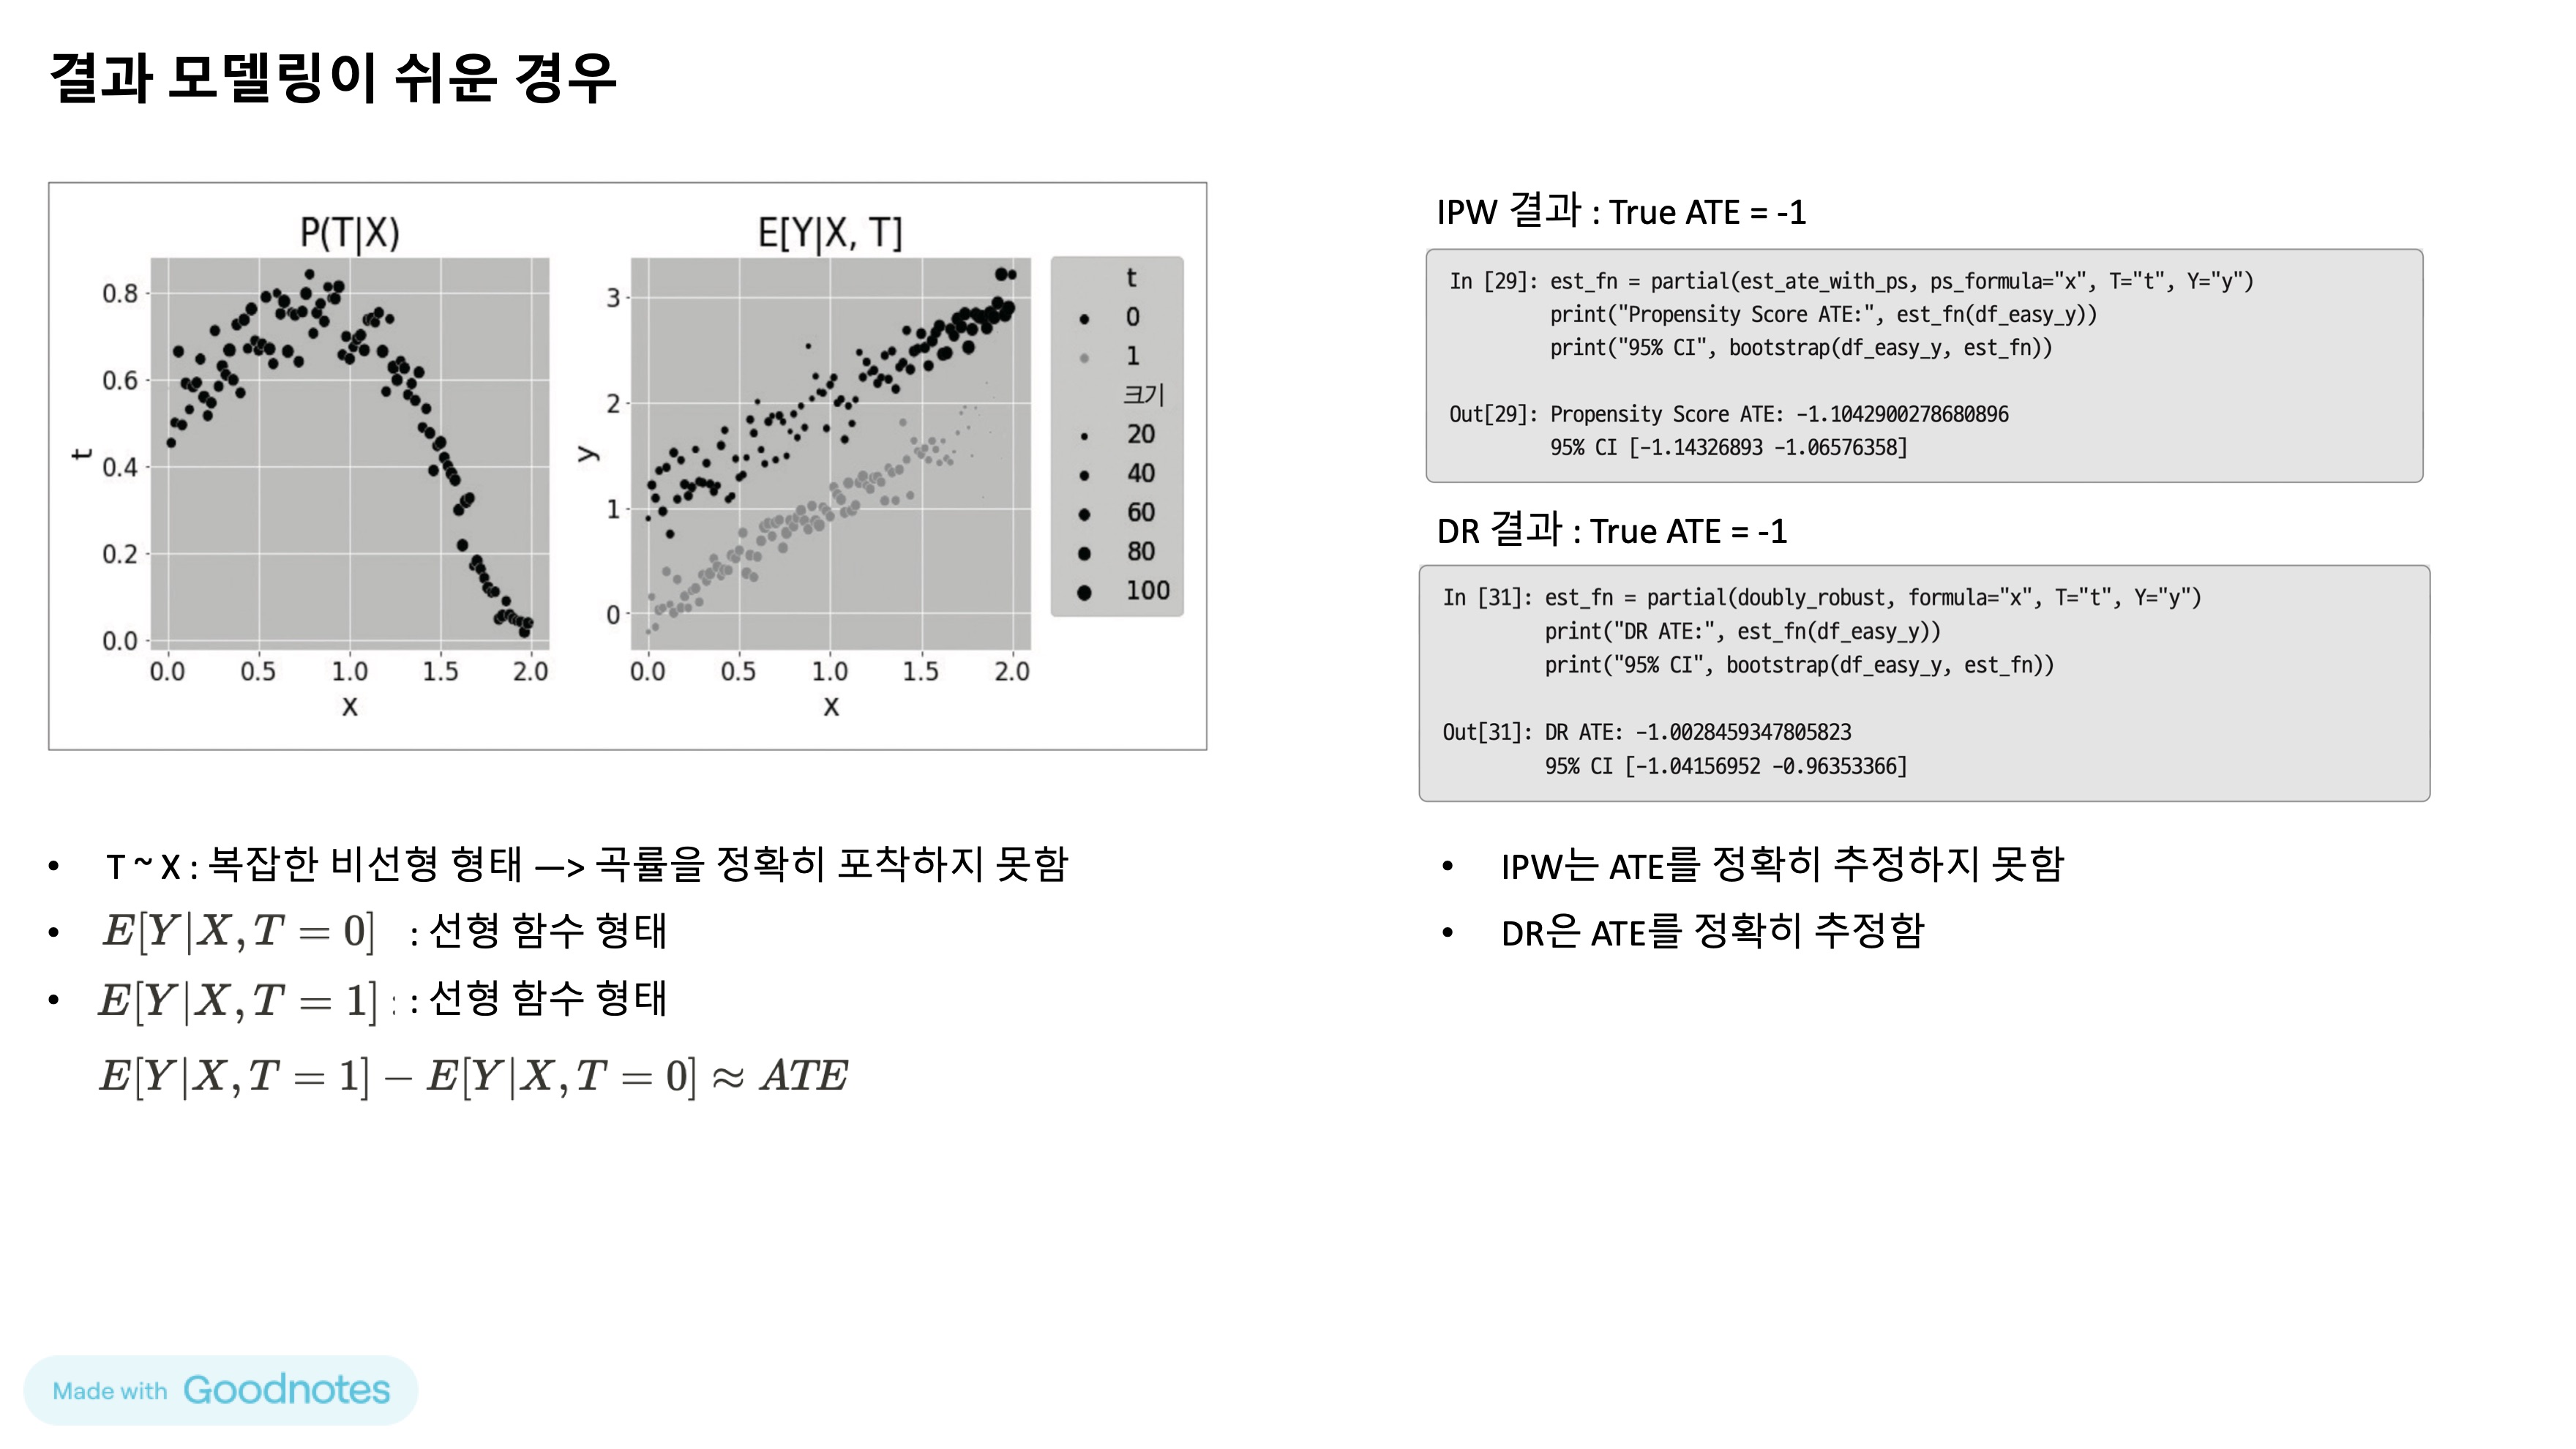 결과 모델링이 쉬운 경우
P(T|X)
t
0.8
0.6
0.4
0.2
0.0
0.0 0.5 1.0 1.5 2.0
x
E[Y|X, T]
y
3
2
1
0
0.0 0.5 1.0 1.5 2.0
x
t
0
1
크기
20
40
60
80
100
T ~ X : 복잡한 비선형 형태 —> 곡률을 정확히 포착하지 못함
E[Y|X, T = 0] : 선형 함수 형태
E[Y|X, T = 1] : : 선형 함수 형태
E[Y|X, T = 1] − E[Y|X, T = 0] ≈ ATE
IPW 결과 : True ATE = -1
In [29]: est_fn = partial(est_ate_with_ps, ps_formula="x", T="t", Y="y")
print("Propensity Score ATE:", est_fn(df_easy_y))
print("95% CI", bootstrap(df_easy_y, est_fn))
Out[29]: Propensity Score ATE: -1.1042900278680896
95% CI [-1.14326893 -1.06576358]
DR 결과 : True ATE = -1
In [31]: est_fn = partial(doubly_robust, formula="x", T="t", Y="y")
print("DR ATE:", est_fn(df_easy_y))
print("95% CI", bootstrap(df_easy_y, est_fn))
Out[31]: DR ATE: -1.0028459347805823
95% CI [-1.04156952 -0.96353366]
• IPW는 ATE를 정확히 추정하지 못함
• DR은 ATE를 정확히 추정함
Made with Goodnotes